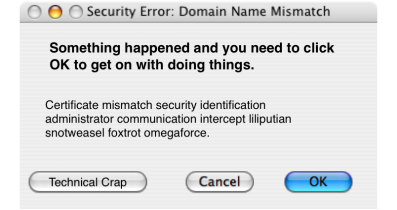 Security Error: Domain Name Mismatch
Something happened and you need to click
OK to get on with doing things.
Certificate mismatch security identification
administrator communication intercept liliputian
snotweasel foxtrot omegaforce.
Technical Crap
Cancel
OK